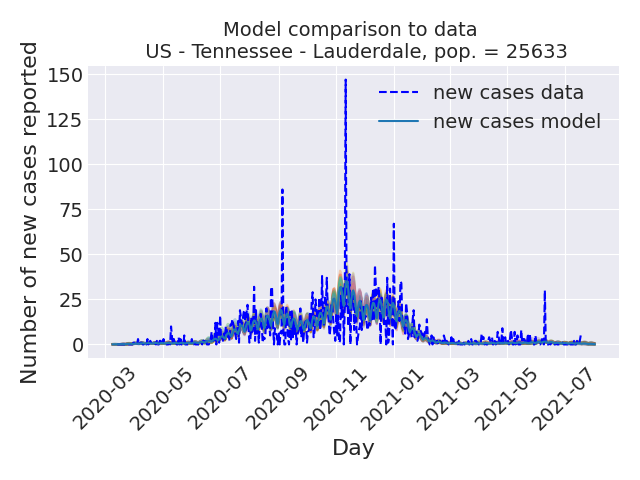 Model comparison to data
US - Tennessee - Lauderdale, pop. = 25633
Number of new cases reported
150
125
100
75
50
25
0
new cases data
new cases model
2020-03
2020-05
2020-07
2020-09
2020-11
2021-01
2021-03
2021-05
2021-07
Day